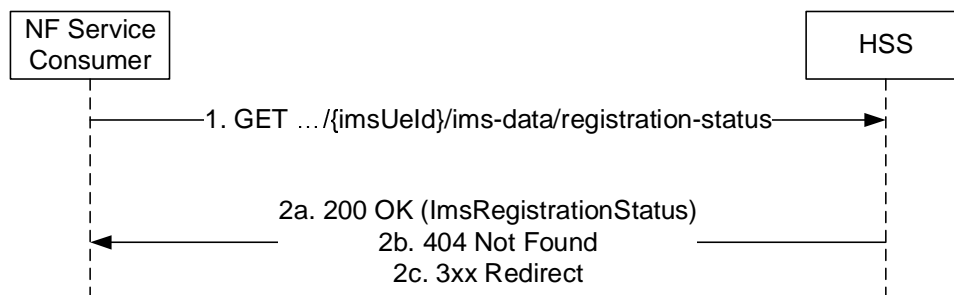 NF Service
Consumer
HSS
1. GET …/{imsUeId}/ims-data/registration-status
2a. 200 OK (ImsRegistrationStatus)
2b. 404 Not Found
2c. 3xx Redirect